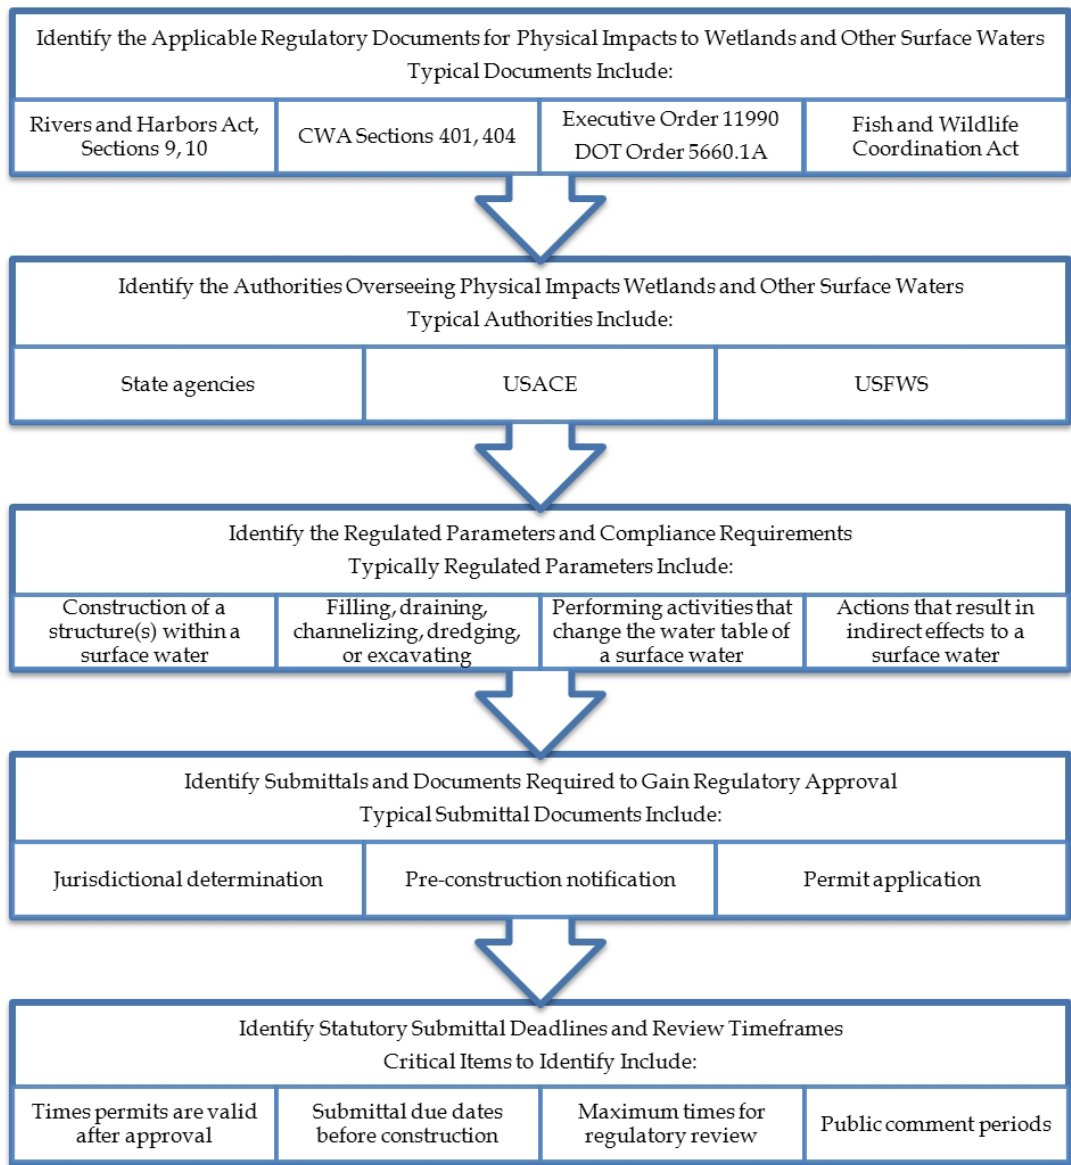 Identify the Applicable Regulatory Documents for Physical Impacts to Wetlands and Other Surface Waters
Typical Documents Include:
Rivers and Harbors Act,
Sections 9, 10
CWA Sections 401, 404
Executive Order 11990
DOT Order 5660.1A
Fish and Wildlife
Coordination Act
Identify the Authorities Overseeing Physical Impacts Wetlands and Other Surface Waters
Typical Authorities Include:
State agencies
USACE
USFWS
Identify the Regulated Parameters and Compliance Requirements
Typically Regulated Parameters Include:
Construction of a
structure(s) within a
surface water
Filling, draining,
channelizing, dredging,
or excavating
Performing activities that
change the water table of
a surface water
Actions that result in
indirect effects to a
surface water
Identify Submittals and Documents Required to Gain Regulatory Approval
Typical Submittal Documents Include:
Jurisdictional determination
Pre-construction notification
Permit application
Identify Statutory Submittal Deadlines and Review Timeframes
Critical Items to Identify Include:
Times permits are valid
after approval
Submittal due dates
before construction
Maximum times for
regulatory review
Public comment periods